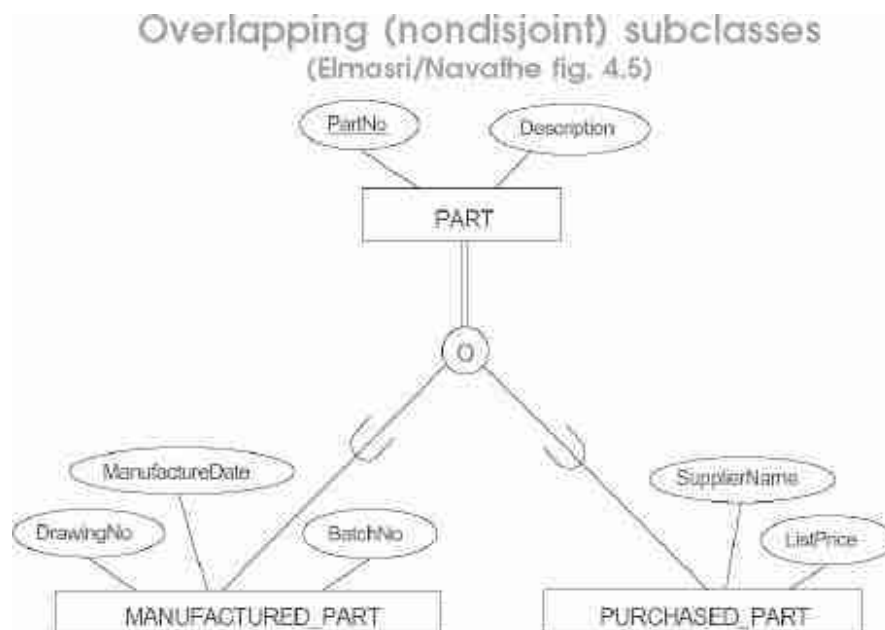 Overlapping (nondisjoint) subclasses
(Elmasri/Navathe fig. 4.5)
PartNo
Description
PART
O
ManufactureDate
SupplierName
DrawingNo
BatchNo
ListPrice
MANUFACTURED_PART
PURCHASED_PART